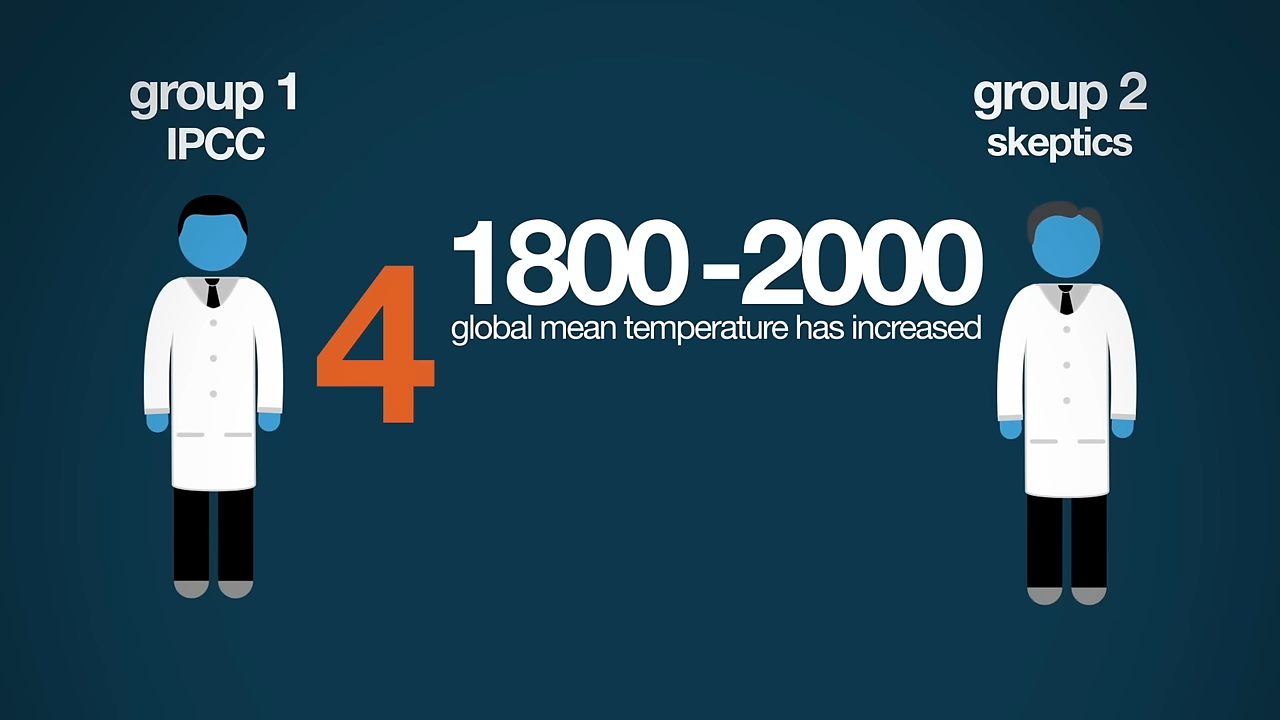 group 1
IPCC
group 2
skeptics
4
1800-2000
global mean temperature has increased